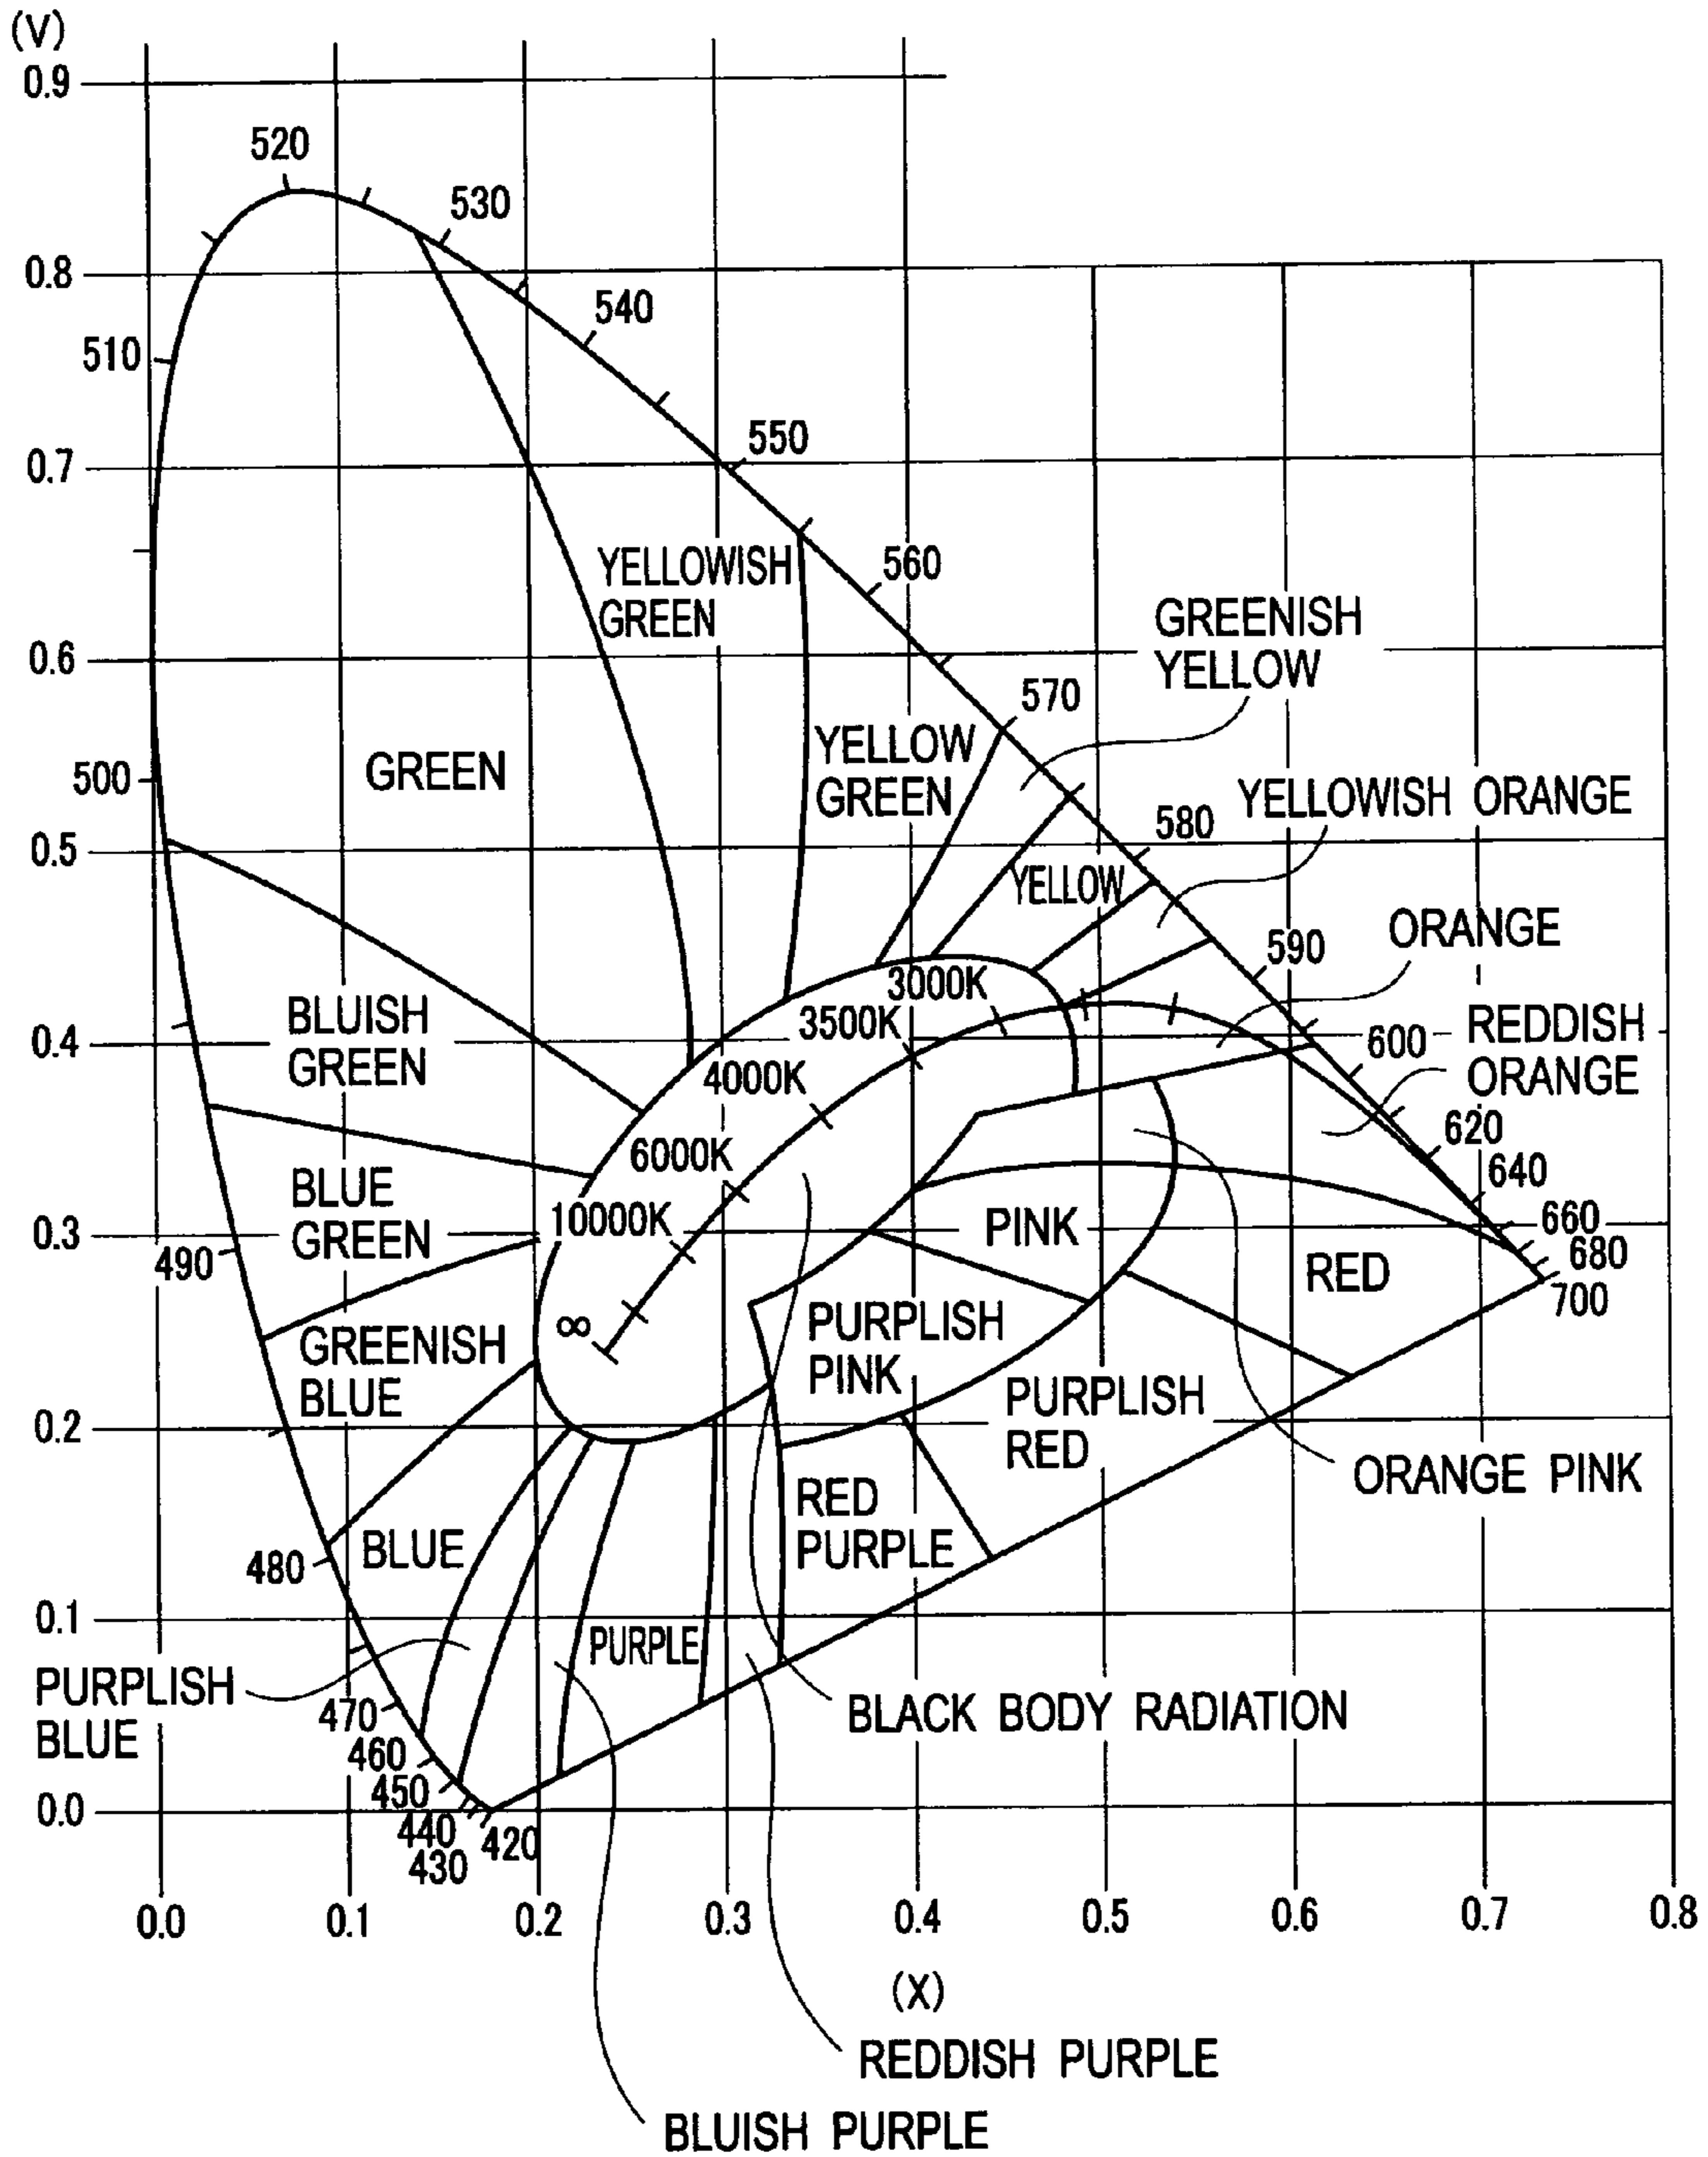 (V)
0.9
520
530
0.8
540
510
550
0.7
YELLOWISH
GREEN
560
GREENISH
YELLOW
0.6
570
YELLOW
GREEN
GREEN
500
YELLOWISH ORANGE
580
0.5
YELLOW
ORANGE
590
3000K
BLUISH
GREEN
3500K
REDDISH
ORANGE
0.4
600
4000K
620
6000K
640
BLUE
GREEN
10000K
PINK
660
0.3
490
RED
680
700
∞
PURPLISH
PINK
GREENISH
BLUE
PURPLISH
RED
0.2
ORANGE PINK
RED
PURPLE
BLUE
480
0.1
PURPLE
PURPLISH
BLUE
470
BLACK BODY RADIATION
460
450
0.0
440
420
430
0.0 0.1 0.2 0.3 0.4 0.5 0.6 0.7 0.8
(X)
REDDISH PURPLE
BLUISH PURPLE